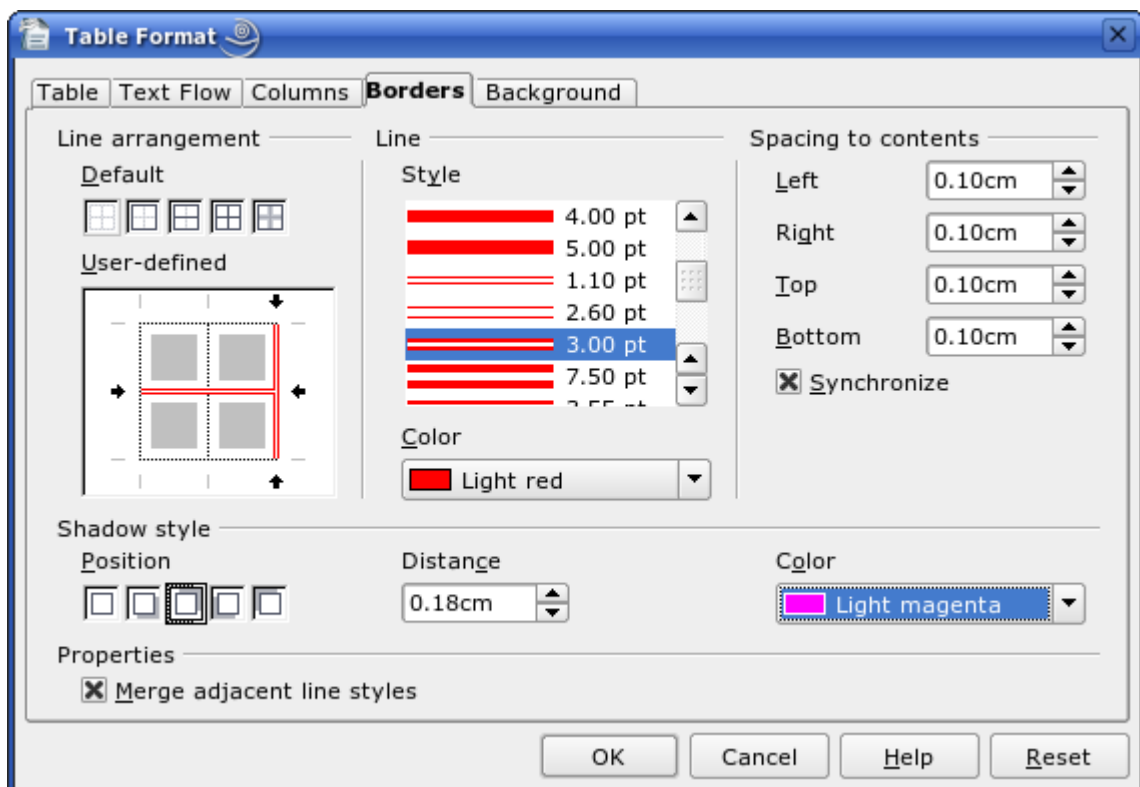 Table Format
Table Text Flow Columns Borders Background
Line arrangement
Default
User-defined
Line
Style
4.00 pt
5.00 pt
1.10 pt
2.60 pt
3.00 pt
7.50 pt
Color
Light red
Spacing to contents
Left 0.10cm
Right 0.10cm
Top 0.10cm
Bottom 0.10cm
Synchronize
Shadow style
Position
Distance
0.18cm
Color
Light magenta
Properties
Merge adjacent line styles
OK Cancel Help Reset